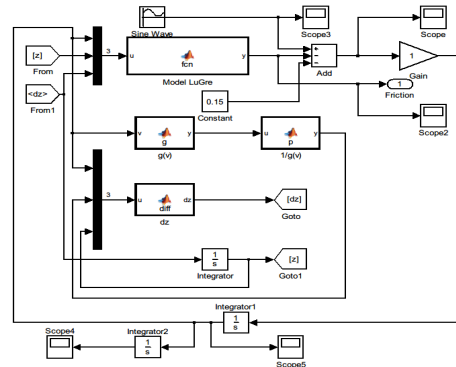 Sine Wave
Scope3
Scope
[z]
From
3
u
fcn
y
Model LuGre
+
−
−
Add
1
Gain
<dz>
From1
0.15
Constant
1
Friction
Scope2
v
g
y
g(v)
u
p
y
1/g(v)
3
u
diff
dz
dz
[dz]
Goto
1
s
Integrator
[z]
Goto1
Integrator1
1
s
Scope4
Integrator2
1
s
Scope5